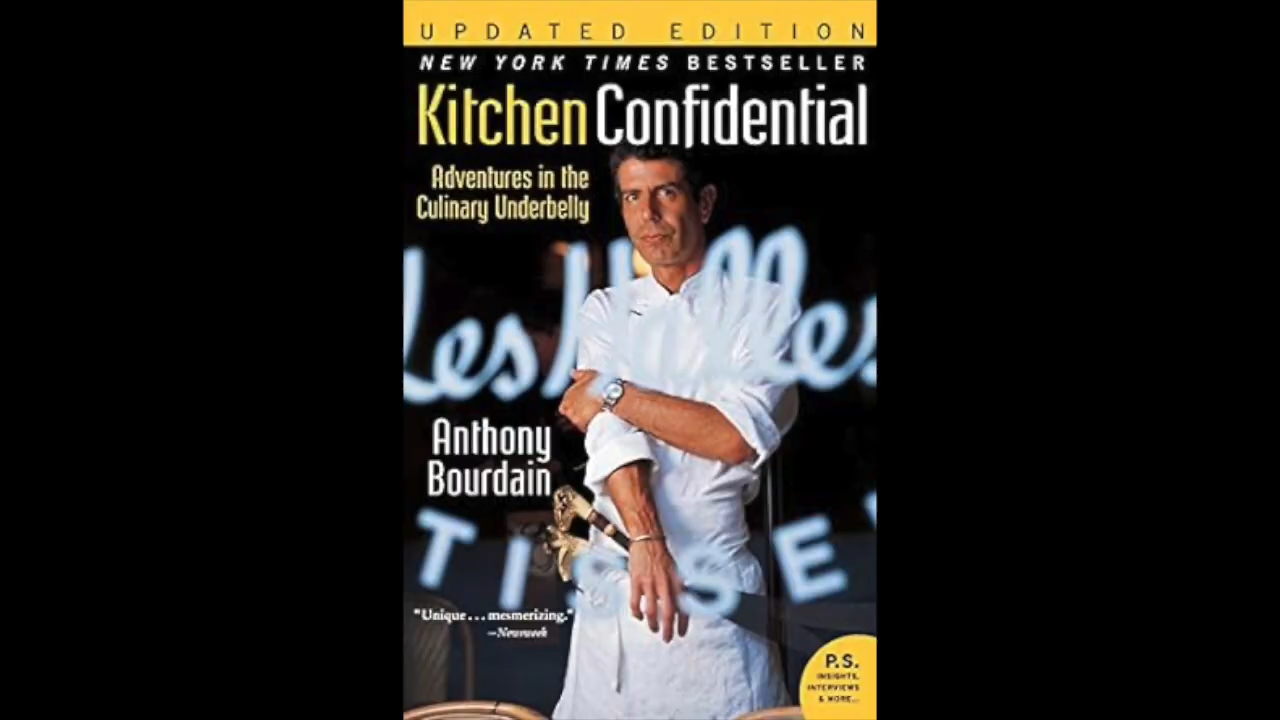 UPDATED EDITION
NEW YORK TIMES BESTSELLER
Kitchen Confidential
Adventures in the
Culinary Underbelly
Les Halles
Anthony
Bourdain
TISSE
"Unique...mesmerizing."
—Newsweek
P.S.
INSIGHTS,
INTERVIEWS
& MORE...